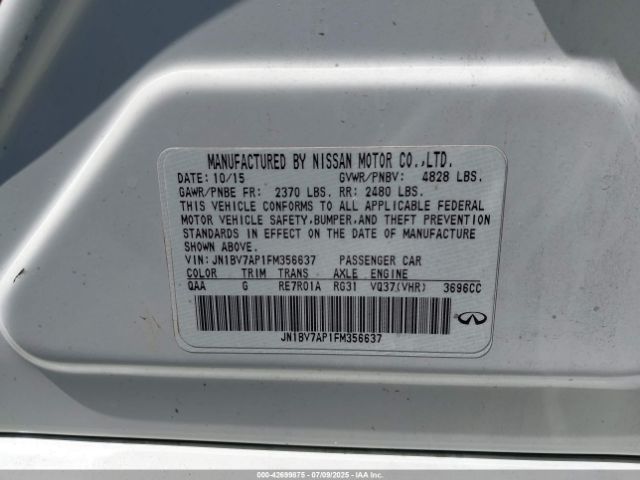 MANUFACTURED BY NISSAN MOTOR CO.,LTD.
DATE: 10/15 GVWR/PNBV: 4828 LBS.
GAWR/PNBE FR: 2370 LBS. RR: 2480 LBS.
THIS VEHICLE CONFORMS TO ALL APPLICABLE FEDERAL
MOTOR VEHICLE SAFETY, BUMPER, AND THEFT PREVENTION
STANDARDS IN EFFECT ON THE DATE OF MANUFACTURE
SHOWN ABOVE.
VIN: JN1BV7AP1FM356637 PASSENGER CAR
COLOR TRIM TRANS AXLE ENGINE
QAA G RE7R01A RG31 VQ37(VHR) 3696CC
JN1BV7AP1FM356637
000-42699875 | 07/09/2025 | IAAI.com